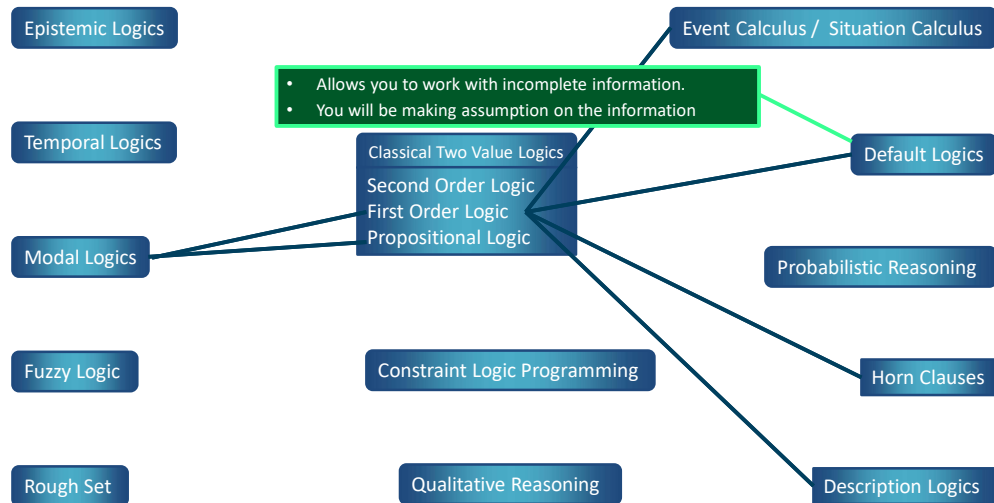 Epistemic Logics
Event Calculus / Situation Calculus
• Allows you to work with incomplete information.
• You will be making assumption on the information
Temporal Logics
Classical Two Value Logics
Default Logics
Second Order Logic
First Order Logic
Propositional Logic
Modal Logics
Probabilistic Reasoning
Fuzzy Logic
Constraint Logic Programming
Horn Clauses
Rough Set
Qualitative Reasoning
Description Logics